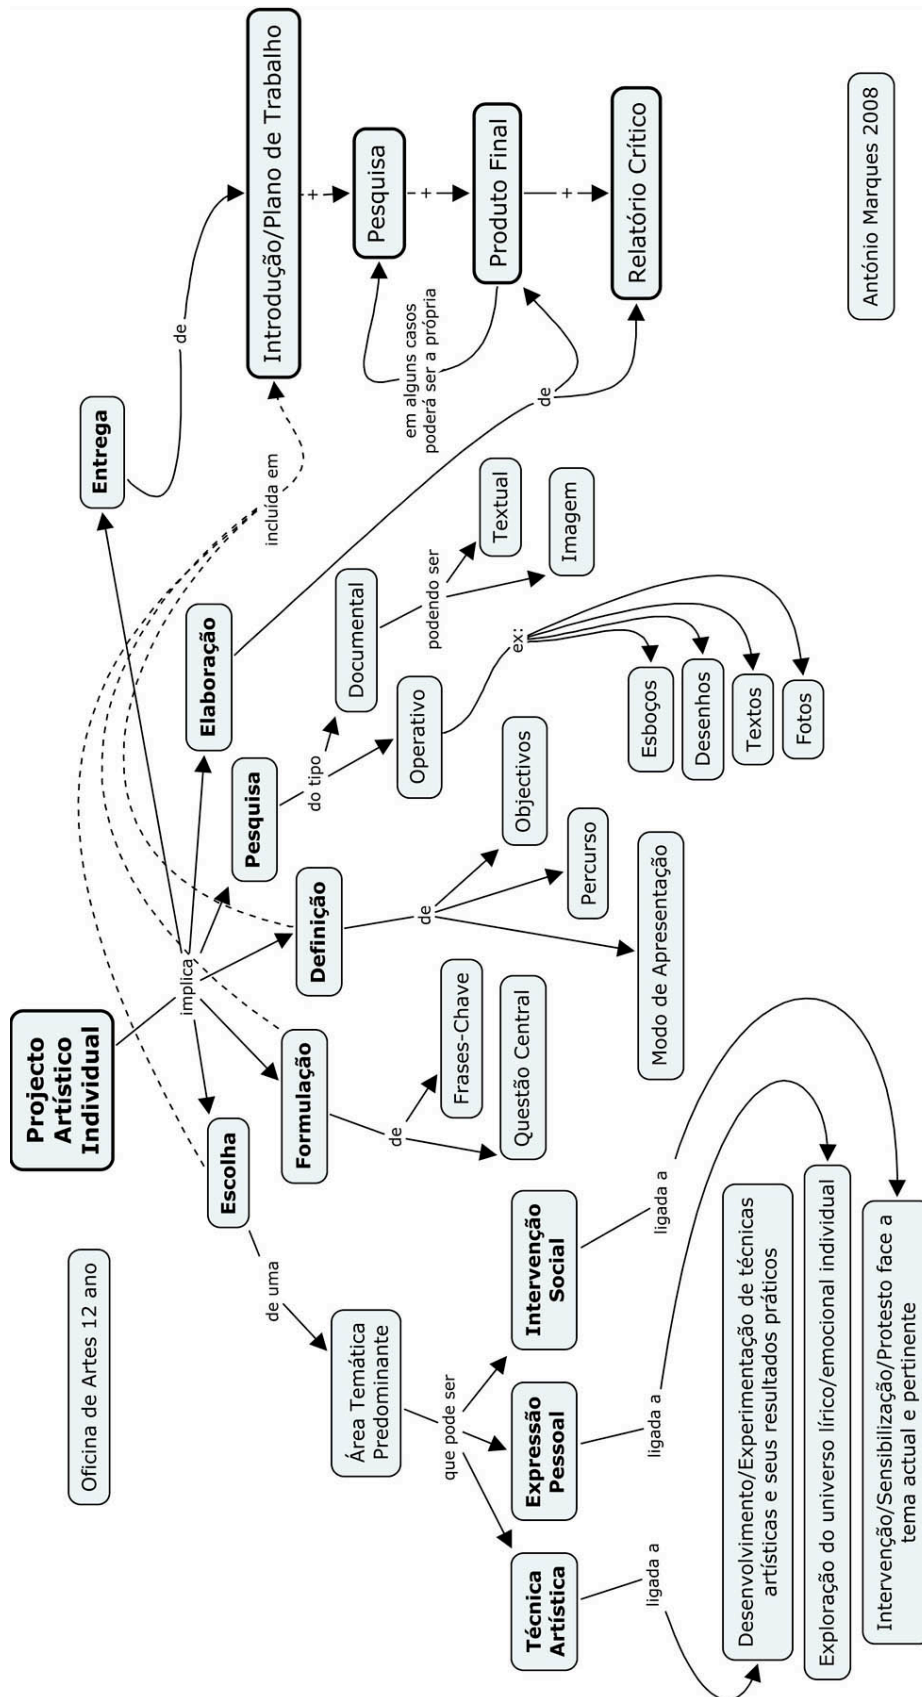 Oficina de Artes 12 ano
Projecto
Artístico
Individual
implica
Escolha
de uma
Área Temática
Predominante
que pode ser
Técnica
Artística
Expressão
Pessoal
Intervenção
Social
ligada a
ligada a
ligada a
Desenvolvimento/Experimentação de técnicas
artísticas e seus resultados práticos
Exploração do universo lírico/emocional individual
Intervenção/Sensibilização/Protesto face a
tema actual e pertinente
Formulação
de
Frases-Chave
Questão Central
Definição
de
Objectivos
Percurso
Modo de Apresentação
Pesquisa
do tipo
Documental
podendo ser
Textual
Imagem
Operativo
ex:
Esboços
Desenhos
Textos
Fotos
Elaboração
de
incluída em
Entrega
de
Introdução/Plano de Trabalho
+
Pesquisa
+
em alguns casos
poderá ser a própria
Produto Final
+
Relatório Crítico
António Marques 2008